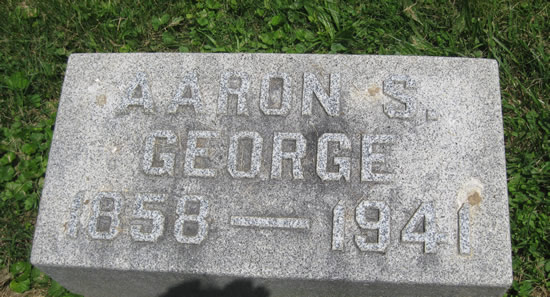 AARON S.
GEORGE
1858 — 1941